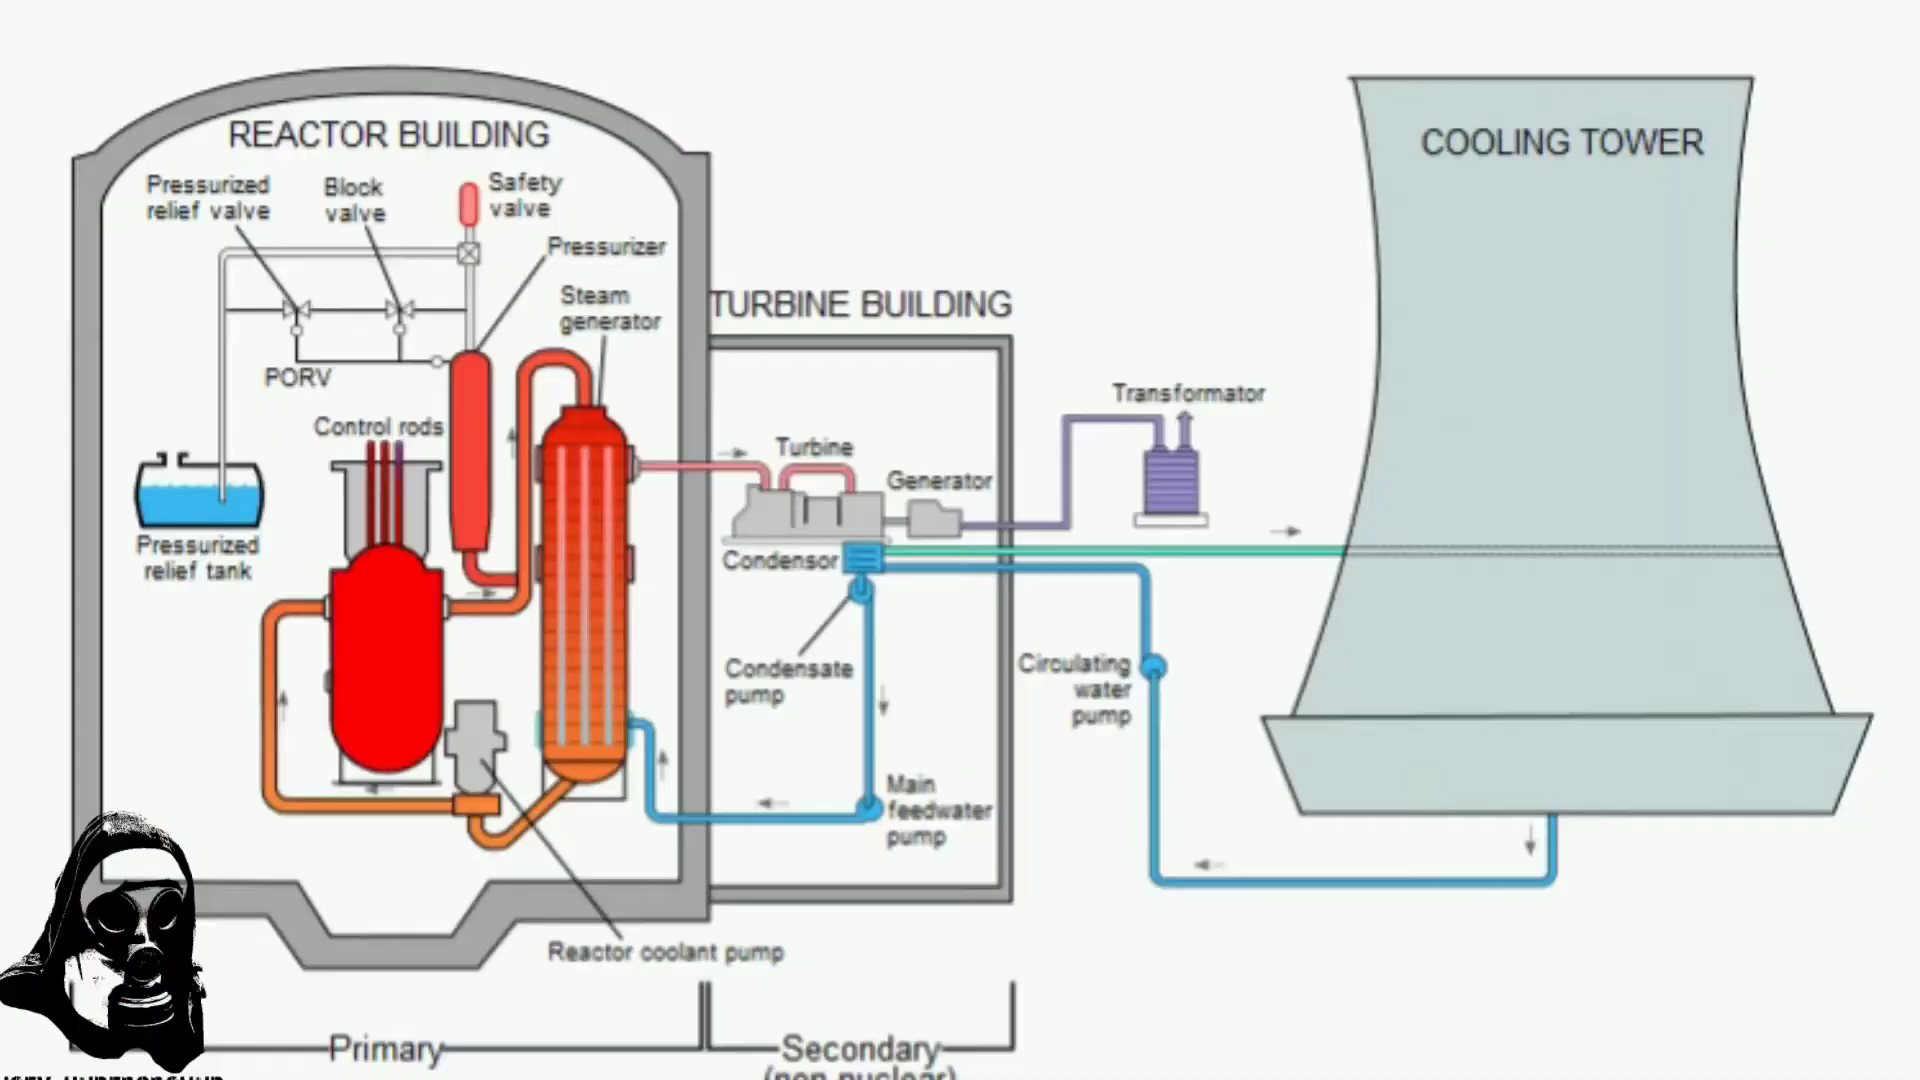 REACTOR BUILDING
COOLING TOWER
Pressurized
relief valve
Block
valve
Safety
valve
Pressurizer
Steam
generator
TURBINE BUILDING
PORV
Control rods
Transformator
Turbine
Generator
Pressurized
relief tank
Condensor
Condensate
pump
Circulating
water
pump
Main
feedwater
pump
Reactor coolant pump
Primary
Secondary
(non nuclear)